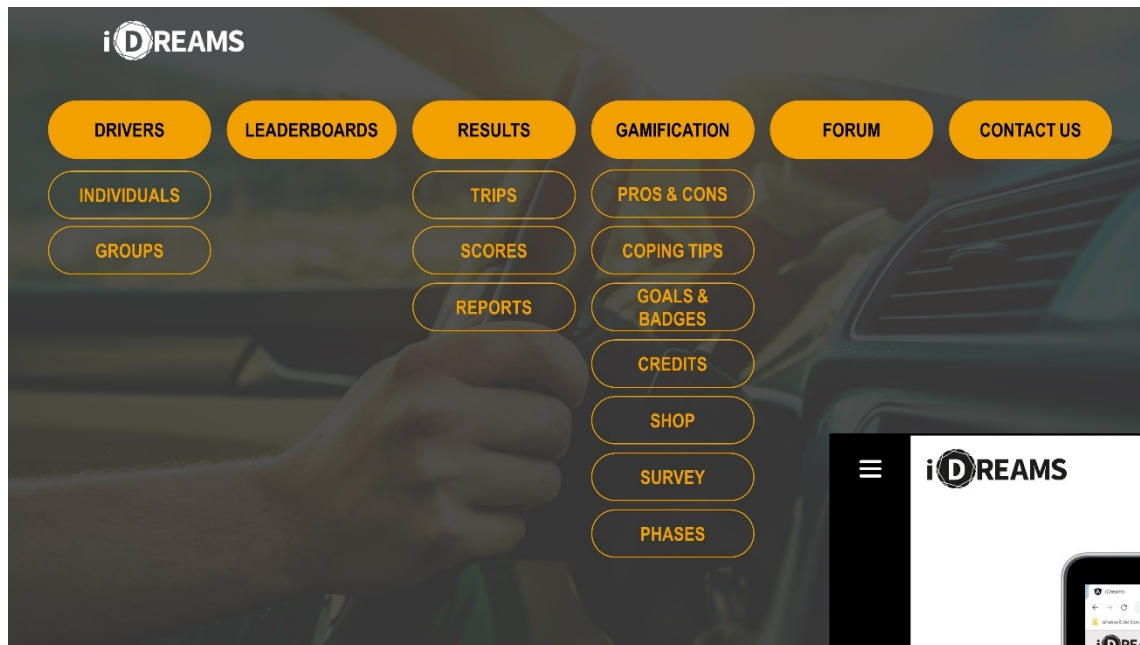 iDREAMS
DRIVERS
LEADERBOARDS
RESULTS
GAMIFICATION
FORUM
CONTACT US
INDIVIDUALS
TRIPS
PROS & CONS
GROUPS
SCORES
COPING TIPS
REPORTS
GOALS &
BADGES
CREDITS
SHOP
SURVEY
PHASES
iDREAMS
iDreams